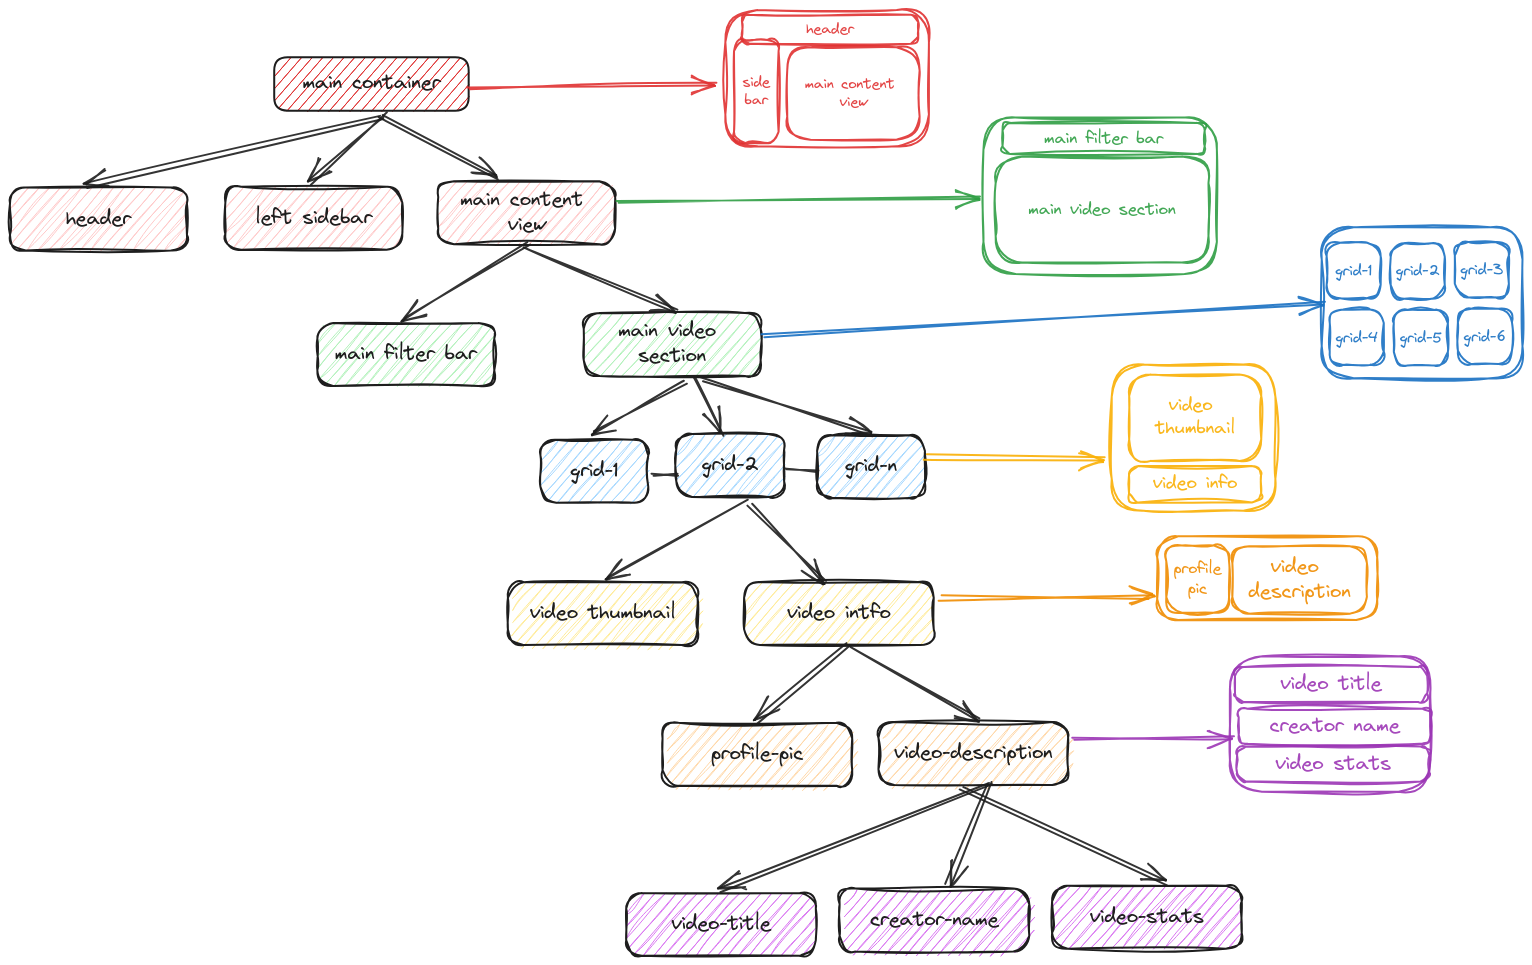 header
side
bar
main content
view
main container
main filter bar
main video section
header
left sidebar
main content
view
grid-1
grid-2
grid-3
grid-4
grid-5
grid-6
main filter bar
main video
section
video
thumbnail
video info
grid-1
grid-2
grid-n
profile
pic
video
description
video thumbnail
video intfo
video title
creator name
video stats
profile-pic
video-description
video-title
creator-name
video-stats